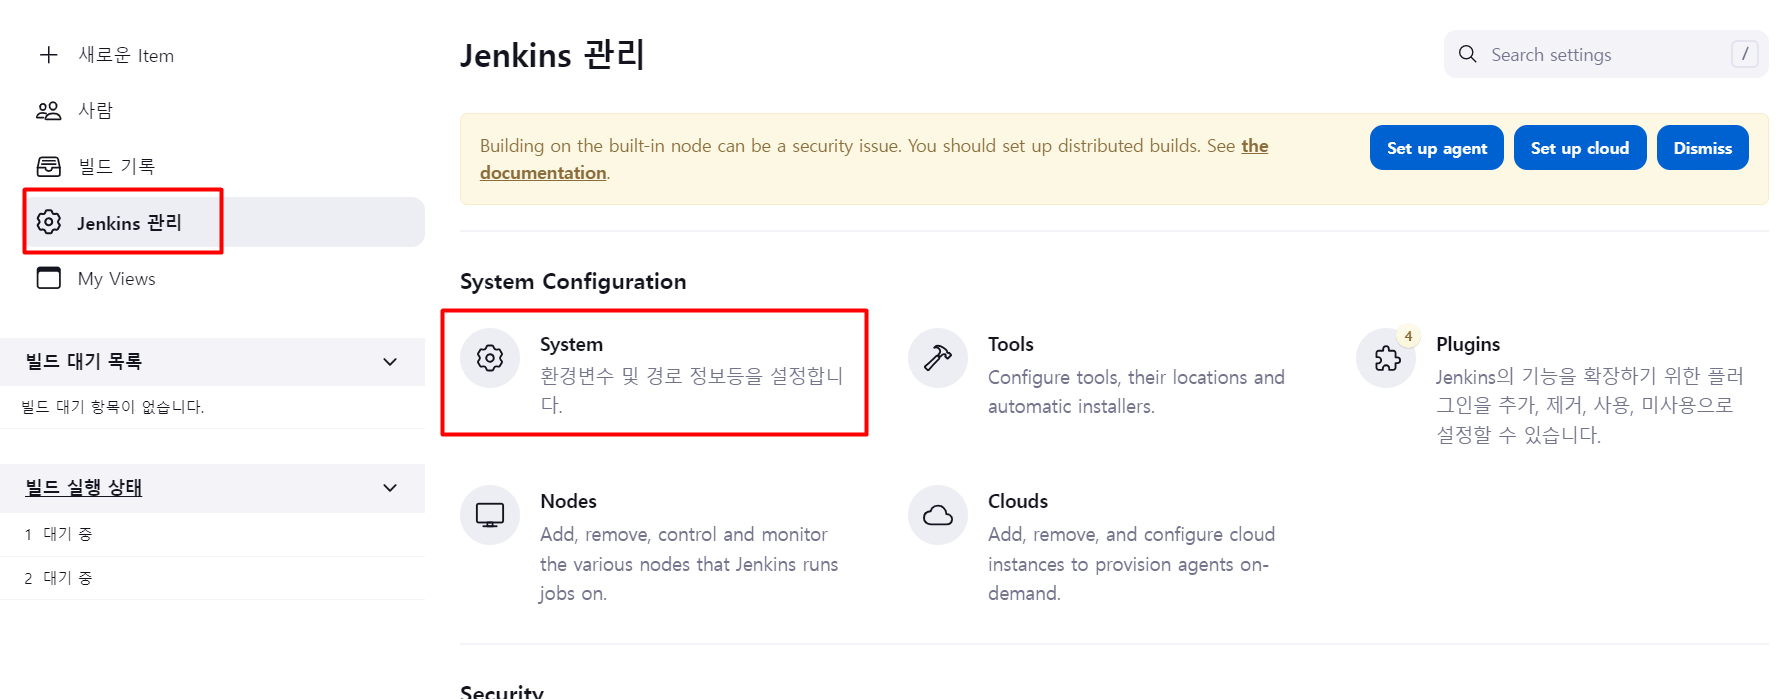 새로운 Item
사람
빌드 기록
Jenkins 관리
My Views
빌드 대기 목록
빌드 대기 항목이 없습니다.
빌드 실행 상태
1 대기 중
2 대기 중
Jenkins 관리
Search settings
/
Building on the built-in node can be a security issue. You should set up distributed builds. See the
documentation.
Set up agent
Set up cloud
Dismiss
System Configuration
System
환경변수 및 경로 정보등을 설정합니
다.
Tools
Configure tools, their locations and
automatic installers.
4
Plugins
Jenkins의 기능을 확장하기 위한 플러
그인을 추가, 제거, 사용, 미사용으로
설정할 수 있습니다.
Nodes
Add, remove, control and monitor
the various nodes that Jenkins runs
jobs on.
Clouds
Add, remove, and configure cloud
instances to provision agents on-
demand.
Security